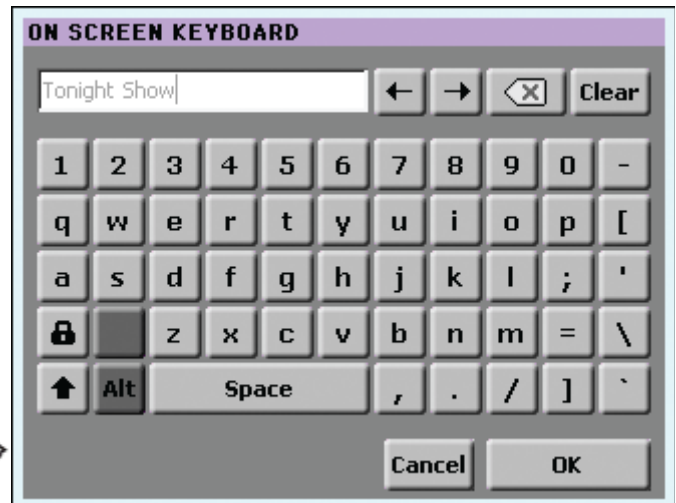 ON SCREEN KEYBOARD
Tonight Show
← → X Clear
1 2 3 4 5 6 7 8 9 0 -
q w e r t y u i o p [
a s d f g h j k l ; '
z x c v b n m = \
Alt Space , . / ] `
Cancel OK